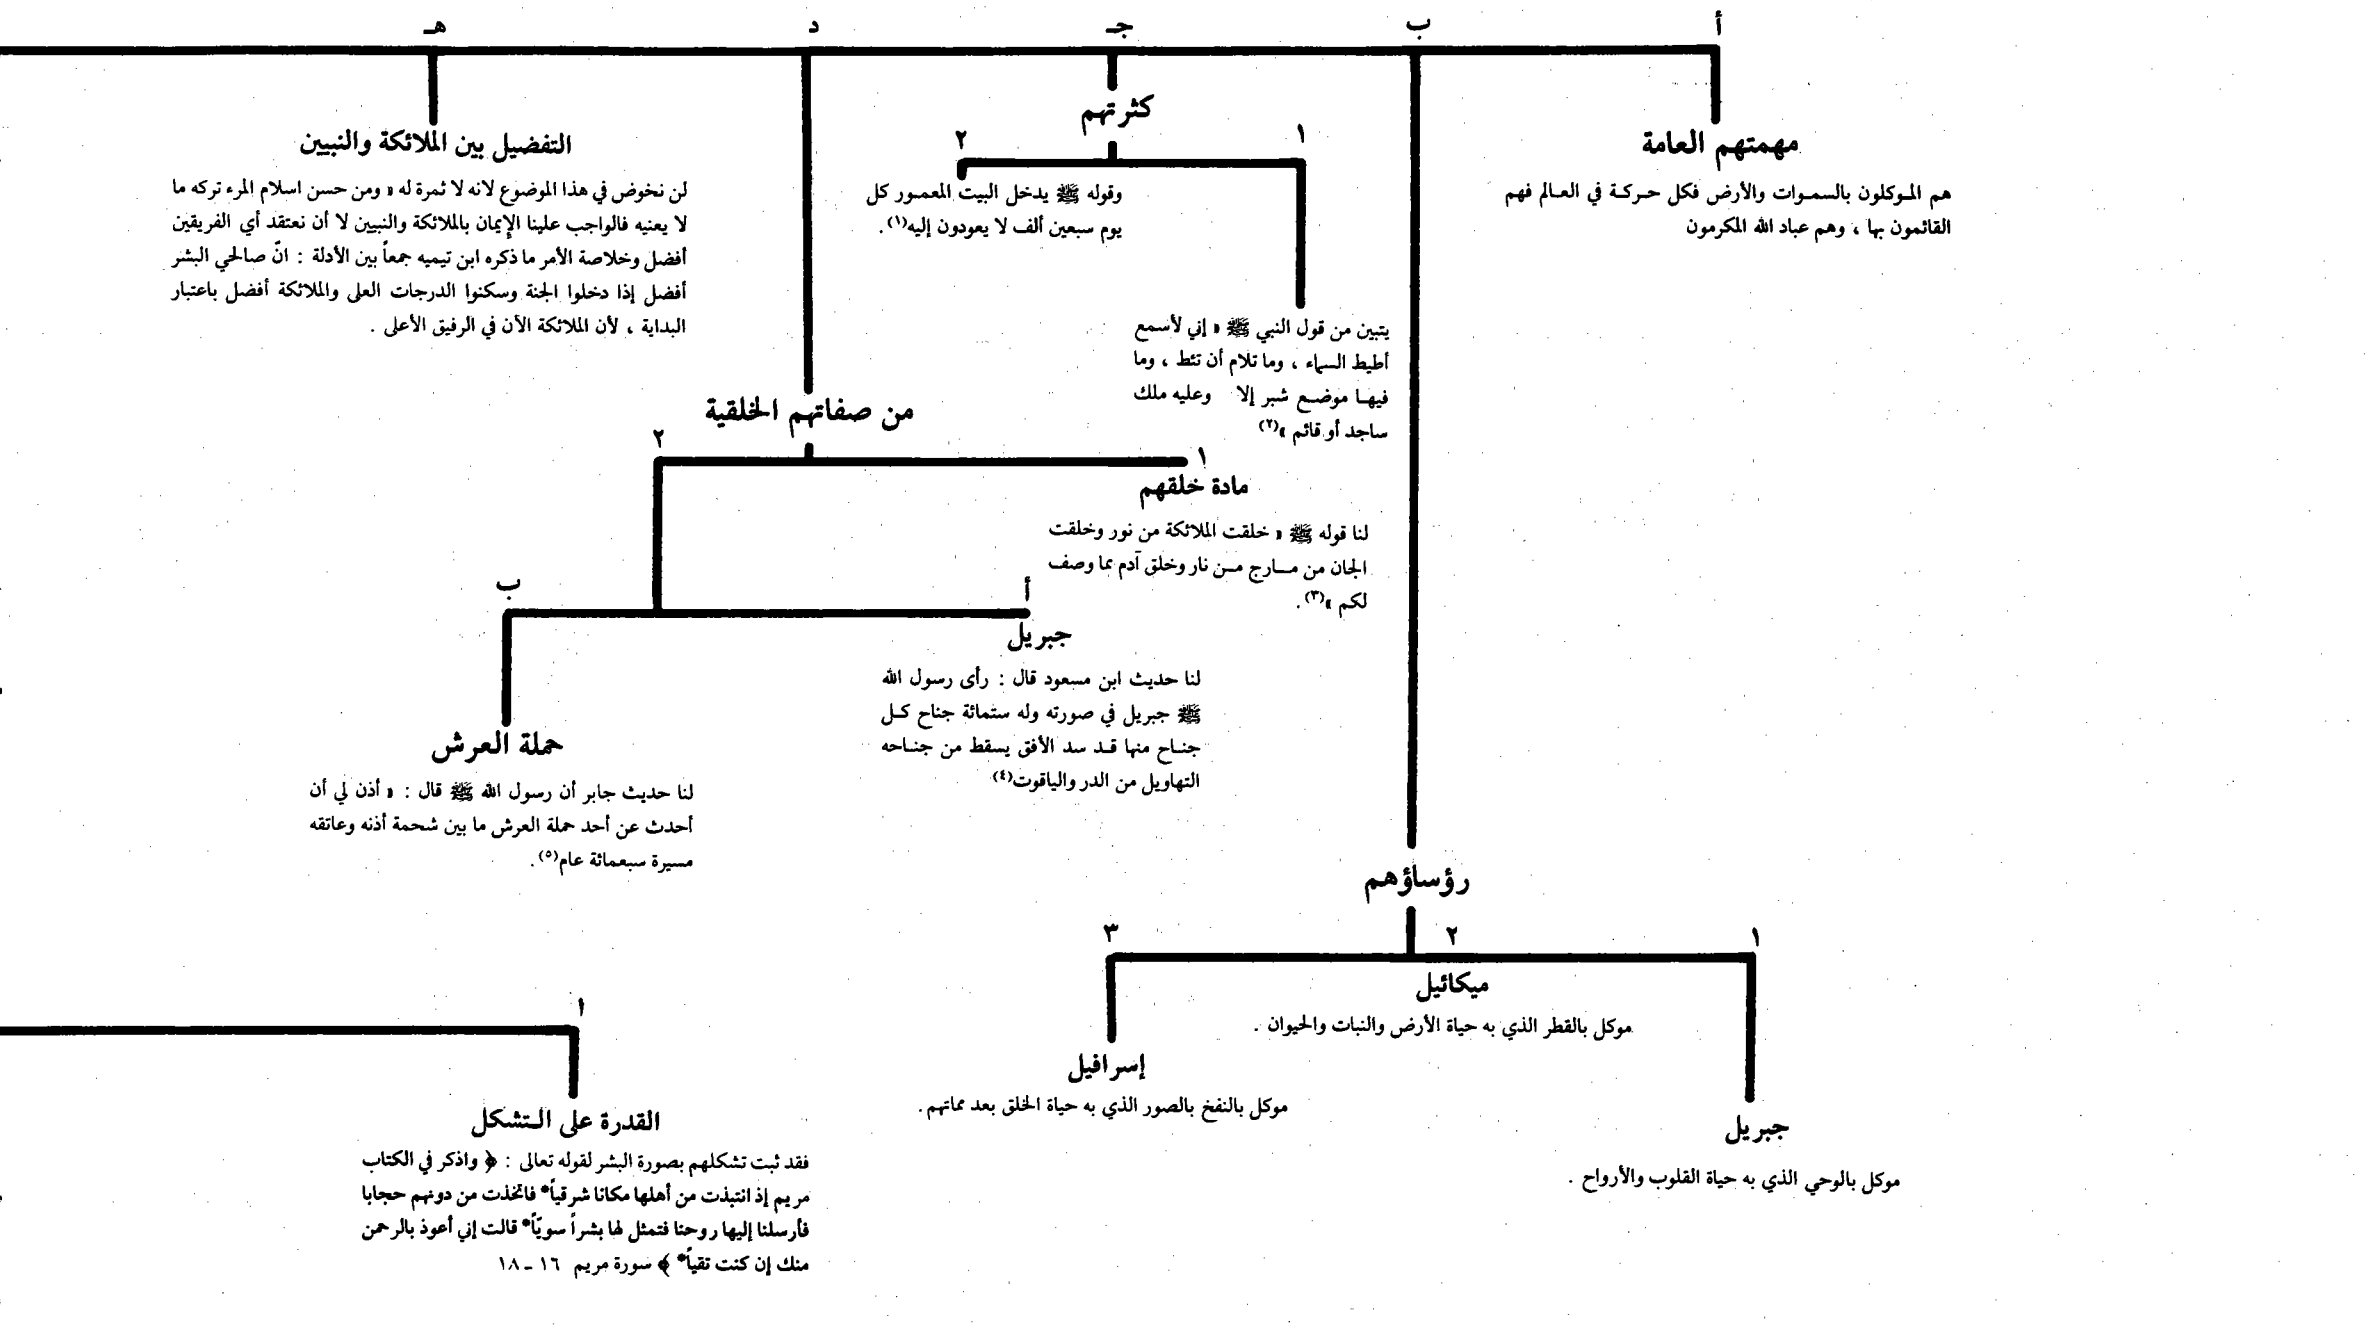 أ
ب
جـ
د
هـ
مهمتهم العامة
هم الموكلون بالسموات والأرض فكل حركة في العالم فهم
القائمون بها ، وهم عباد الله المكرمون
كثرتهم
١
٢
وقوله ﷺ يدخل البيت المعمور كل
يوم سبعين ألف لا يعودون إليه(١) .
يتبين من قول النبي ﷺ « إني لأسمع
أطيط السماء ، وما تلام أن تئط ، وما
فيها موضع شبر إلا وعليه ملك
ساجد أو قائم »(٢)
التفضيل بين الملائكة والنبيين
لن نخوض في هذا الموضوع لانه لا ثمرة له « ومن حسن اسلام المرء تركه ما
لا يعنيه فالواجب علينا الإيمان بالملائكة والنبيين لا أن نعتقد أي الفريقين
أفضل وخلاصة الأمر ما ذكره ابن تيميه جمعاً بين الأدلة : انّ صالحي البشر
أفضل إذا دخلوا الجنة وسكنوا الدرجات العلى والملائكة أفضل باعتبار
البداية ، لأن الملائكة الآن في الرفيق الأعلى .
من صفاتهم الخلقية
١
٢
مادة خلقهم
لنا قوله ﷺ « خلقت الملائكة من نور وخلقت
الجان من مارج من نار وخلق آدم مما وصف
لكم »(٣) .
أ
ب
جبريل
لنا حديث ابن مسعود قال : رأى رسول الله
ﷺ جبريل في صورته وله ستمائة جناح كل
جناح منها قد سد الأفق يسقط من جناحه
التهاويل من الدر والياقوت(٤)
حملة العرش
لنا حديث جابر أن رسول الله ﷺ قال : « أذن لي أن
أحدث عن أحد حملة العرش ما بين شحمة أذنه وعاتقه
مسيرة سبعمائة عام(٥) .
رؤساؤهم
١
٢
٣
ميكائيل
موكل بالقطر الذي به حياة الأرض والنبات والحيوان .
إسرافيل
موكل بالنفخ بالصور الذي به حياة الخلق بعد مماتهم .
جبريل
موكل بالوحي الذي به حياة القلوب والأرواح .
١
القدرة على التشكل
فقد ثبت تشكلهم بصورة البشر لقوله تعالى : ﴿ واذكر في الكتاب
مريم إذ انتبذت من أهلها مكانا شرقياً* فاتخذت من دونهم حجابا
فأرسلنا إليها روحنا فتمثل لها بشراً سويّاً* قالت إني أعوذ بالرحمن
منك إن كنت تقياً* ﴾ سورة مريم ١٦ ـ ١٨